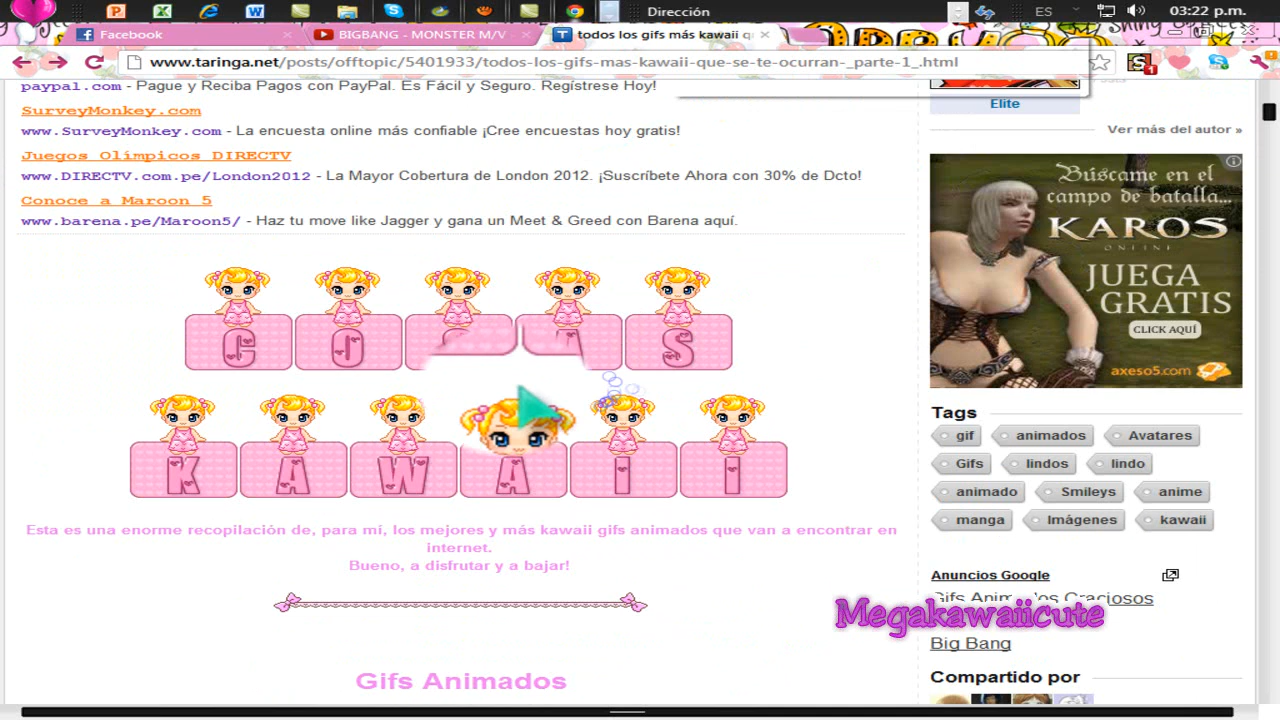 Dirección
ES
03:22 p.m.
Facebook
BIGBANG - MONSTER M/V -
todos los gifs más kawaii q
www.taringa.net/posts/offtopic/5401933/todos-los-gifs-mas-kawaii-que-se-te-ocurran-_parte-1_.html
paypal.com - Pague y Reciba Pagos con PayPal. Es Fácil y Seguro. Regístrese Hoy!
SurveyMonkey.com
www.SurveyMonkey.com - La encuesta online más confiable ¡Cree encuestas hoy gratis!
Juegos Olímpicos DIRECTV
www.DIRECTV.com.pe/London2012 - La Mayor Cobertura de London 2012. ¡Suscríbete Ahora con 30% de Dcto!
Conoce a Maroon 5
www.barena.pe/Maroon5/ - Haz tu move like Jagger y gana un Meet & Greed con Barena aquí.
COSAS
KAWAII
Esta es una enorme recopilación de, para mí, los mejores y más kawaii gifs animados que van a encontrar en
internet.
Bueno, a disfrutar y a bajar!
Gifs Animados
Elite
Ver más del autor »
Búscame en el
campo de batalla...
KAROS
ONLINE
JUEGA
GRATIS
CLICK AQUÍ
axeso5.com
Tags
gif animados Avatares
Gifs lindos lindo
animado Smileys anime
manga Imágenes kawaii
Anuncios Google
Gifs Animados Graciosos
Megakawaiicute
Big Bang
Compartido por